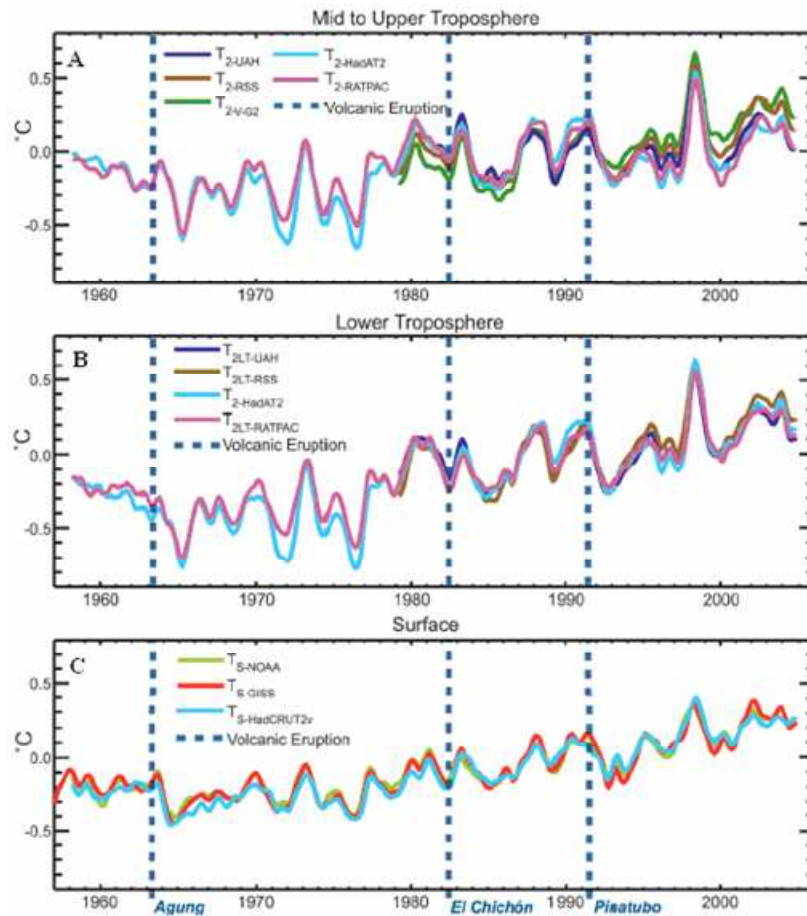 Mid to Upper Troposphere
A
T2-UAH
T2-HadAT2
T2-RSS
T2-RATPAC
T2-V-G2
Volcanic Eruption
°C
0.5
0.0
-0.5
1960 1970 1980 1990 2000
Lower Troposphere
B
T2LT-UAH
T2LT-RSS
T2-HadAT2
T2LT-RATPAC
Volcanic Eruption
°C
0.5
0.0
-0.5
1960 1970 1980 1990 2000
Surface
C
TS-NOAA
TS-GISS
TS-HadCRUT2v
Volcanic Eruption
°C
0.5
0.0
-0.5
1960 1970 1980 1990 2000
Agung El Chichón Pinatubo